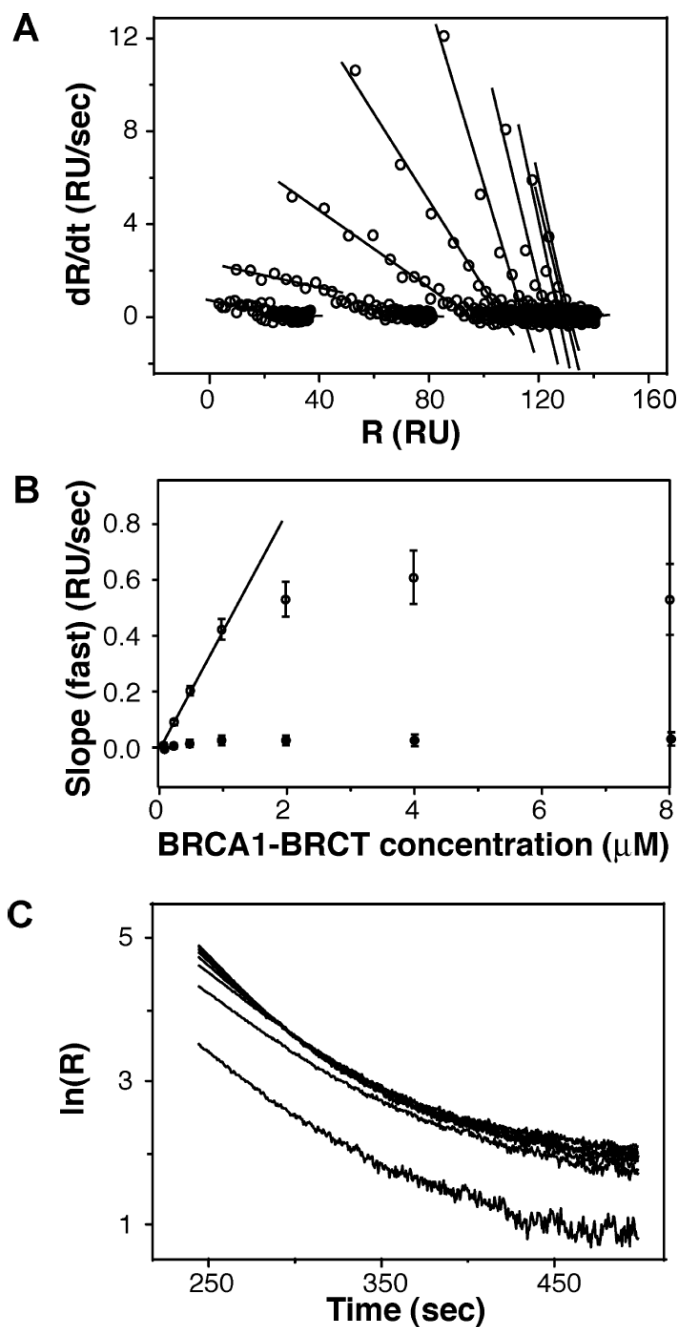 A
dR/dt (RU/sec)
12
8
4
0
0 40 80 120 160
R (RU)
B
Slope (fast) (RU/sec)
0.8
0.6
0.4
0.2
0.0
0 2 4 6 8
BRCA1-BRCT concentration (μM)
C
ln(R)
5
3
1
250 350 450
Time (sec)